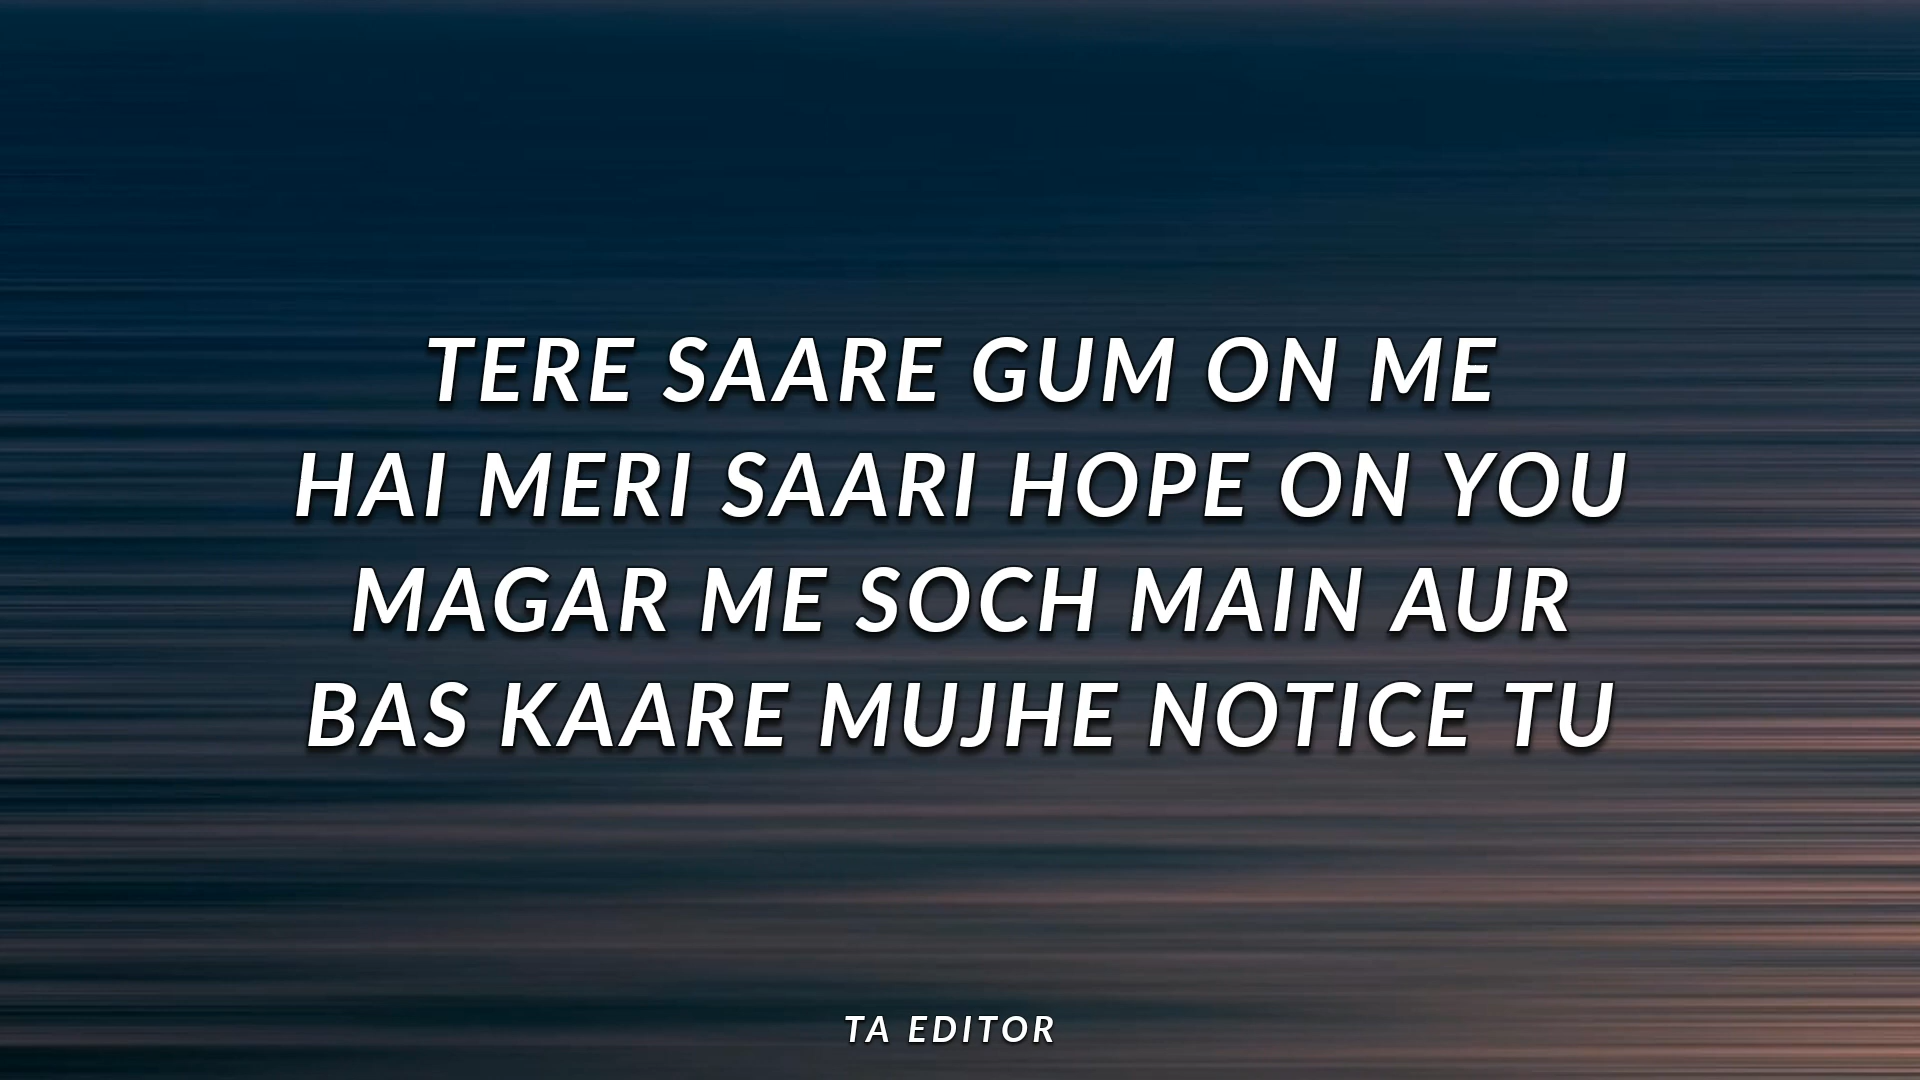 TERE SAARE GUM ON ME
HAI MERI SAARI HOPE ON YOU
MAGAR ME SOCH MAIN AUR
BAS KAARE MUJHE NOTICE TU
TA EDITOR